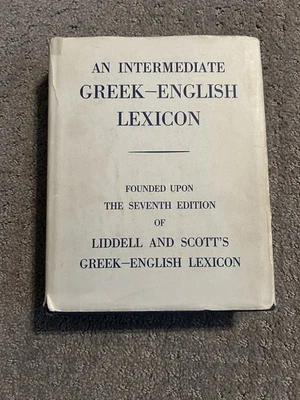 AN INTERMEDIATE
GREEK–ENGLISH
LEXICON
FOUNDED UPON
THE SEVENTH EDITION
OF
LIDDELL AND SCOTT'S
GREEK–ENGLISH LEXICON